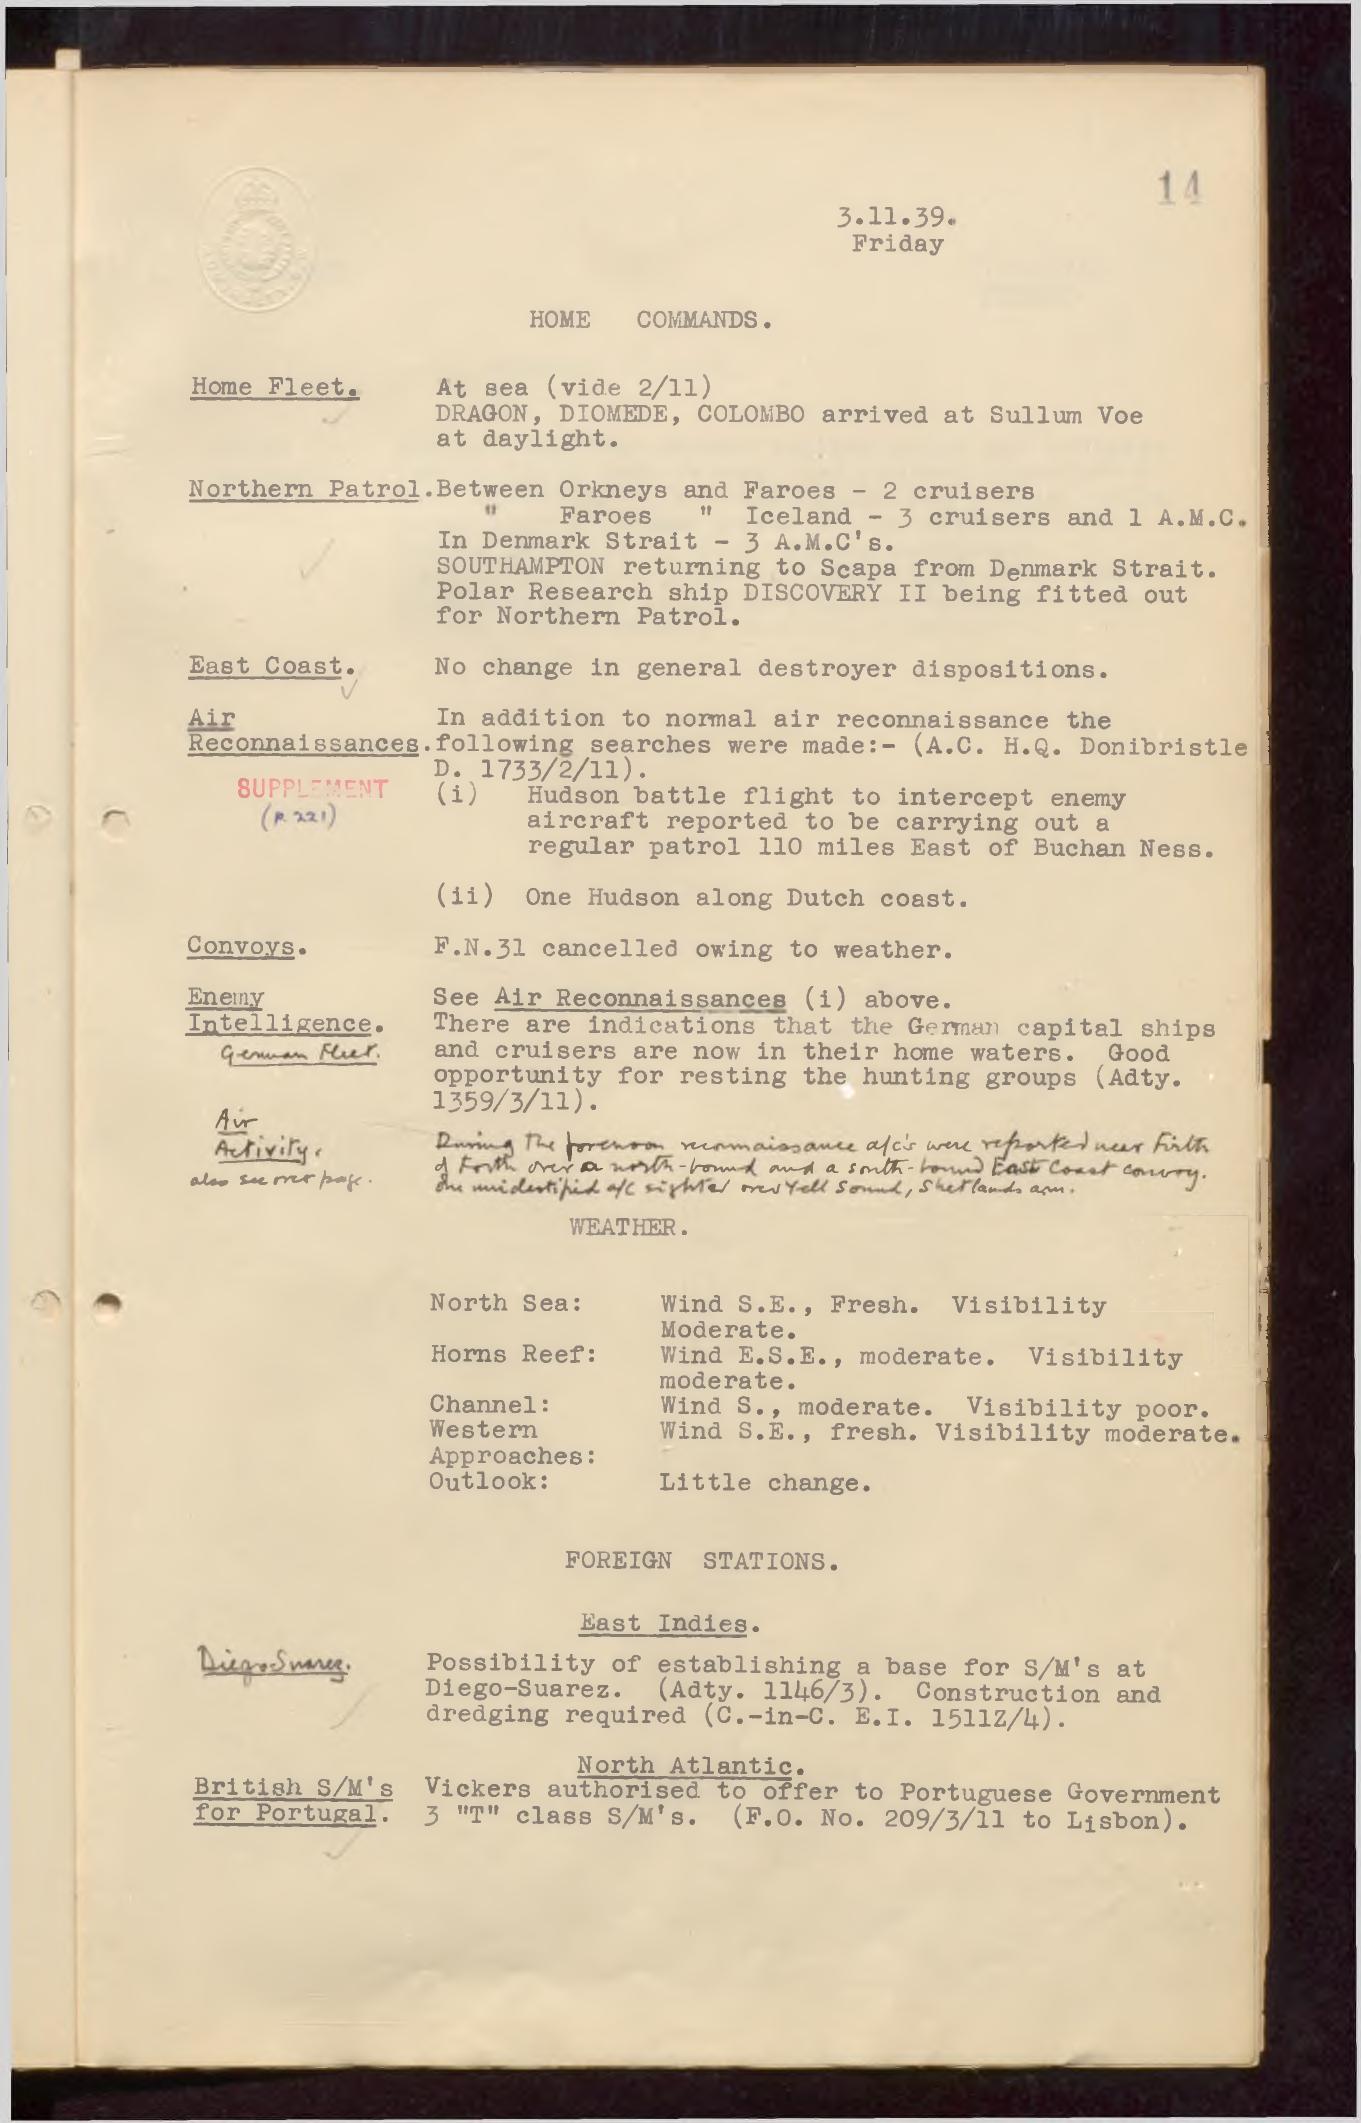 14
3.11.39.
Friday
HOME COMMANDS.
Home Fleet. At sea (vide 2/11)
DRAGON, DIOMEDE, COLOMBO arrived at Sullum Voe
at daylight.
Northern Patrol. Between Orkneys and Faroes - 2 cruisers
" Faroes " Iceland - 3 cruisers and 1 A.M.C.
In Denmark Strait - 3 A.M.C's.
SOUTHAMPTON returning to Scapa from Denmark Strait.
Polar Research ship DISCOVERY II being fitted out
for Northern Patrol.
East Coast. No change in general destroyer dispositions.
Air In addition to normal air reconnaissance the
Reconnaissances. following searches were made:- (A.C. H.Q. Donibristle
D. 1733/2/11).
SUPPLEMENT (i) Hudson battle flight to intercept enemy
(p. 221) aircraft reported to be carrying out a
regular patrol 110 miles East of Buchan Ness.
(ii) One Hudson along Dutch coast.
Convoys. F.N.31 cancelled owing to weather.
Enemy See Air Reconnaissances (i) above.
Intelligence. There are indications that the German capital ships
German Fleet. and cruisers are now in their home waters. Good
opportunity for resting the hunting groups (Adty.
1359/3/11).
Air
Activity. During the forenoon reconnaissance a/c's were reported near Firth
also see over page. of Forth over a north-bound and a south-bound East Coast convoy.
One unidentified a/c sighted over Yell Sound, Shetlands a.m.
WEATHER.
North Sea: Wind S.E., Fresh. Visibility
Moderate.
Horns Reef: Wind E.S.E., moderate. Visibility
moderate.
Channel: Wind S., moderate. Visibility poor.
Western Wind S.E., fresh. Visibility moderate.
Approaches:
Outlook: Little change.
FOREIGN STATIONS.
East Indies.
Diego-Suarez. Possibility of establishing a base for S/M's at
Diego-Suarez. (Adty. 1146/3). Construction and
dredging required (C.-in-C. E.I. 1511Z/4).
North Atlantic.
British S/M's Vickers authorised to offer to Portuguese Government
for Portugal. 3 "T" class S/M's. (F.O. No. 209/3/11 to Lisbon).